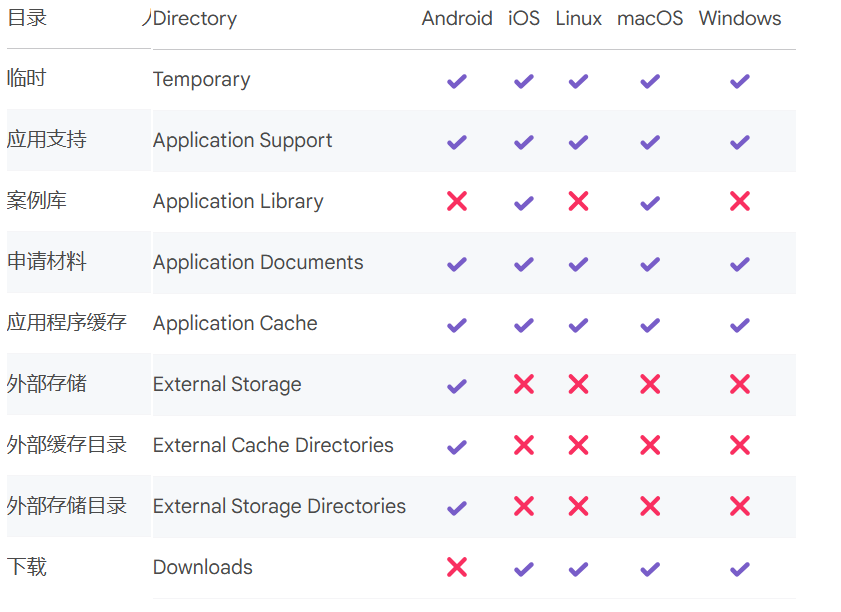 目录 Directory Android iOS Linux macOS Windows
临时 Temporary ✓ ✓ ✓ ✓ ✓
应用支持 Application Support ✓ ✓ ✓ ✓ ✓
案例库 Application Library ✗ ✓ ✗ ✓ ✗
申请材料 Application Documents ✓ ✓ ✓ ✓ ✓
应用程序缓存 Application Cache ✓ ✓ ✓ ✓ ✓
外部存储 External Storage ✓ ✗ ✗ ✗ ✗
外部缓存目录 External Cache Directories ✓ ✗ ✗ ✗ ✗
外部存储目录 External Storage Directories ✓ ✗ ✗ ✗ ✗
下载 Downloads ✗ ✓ ✓ ✓ ✓